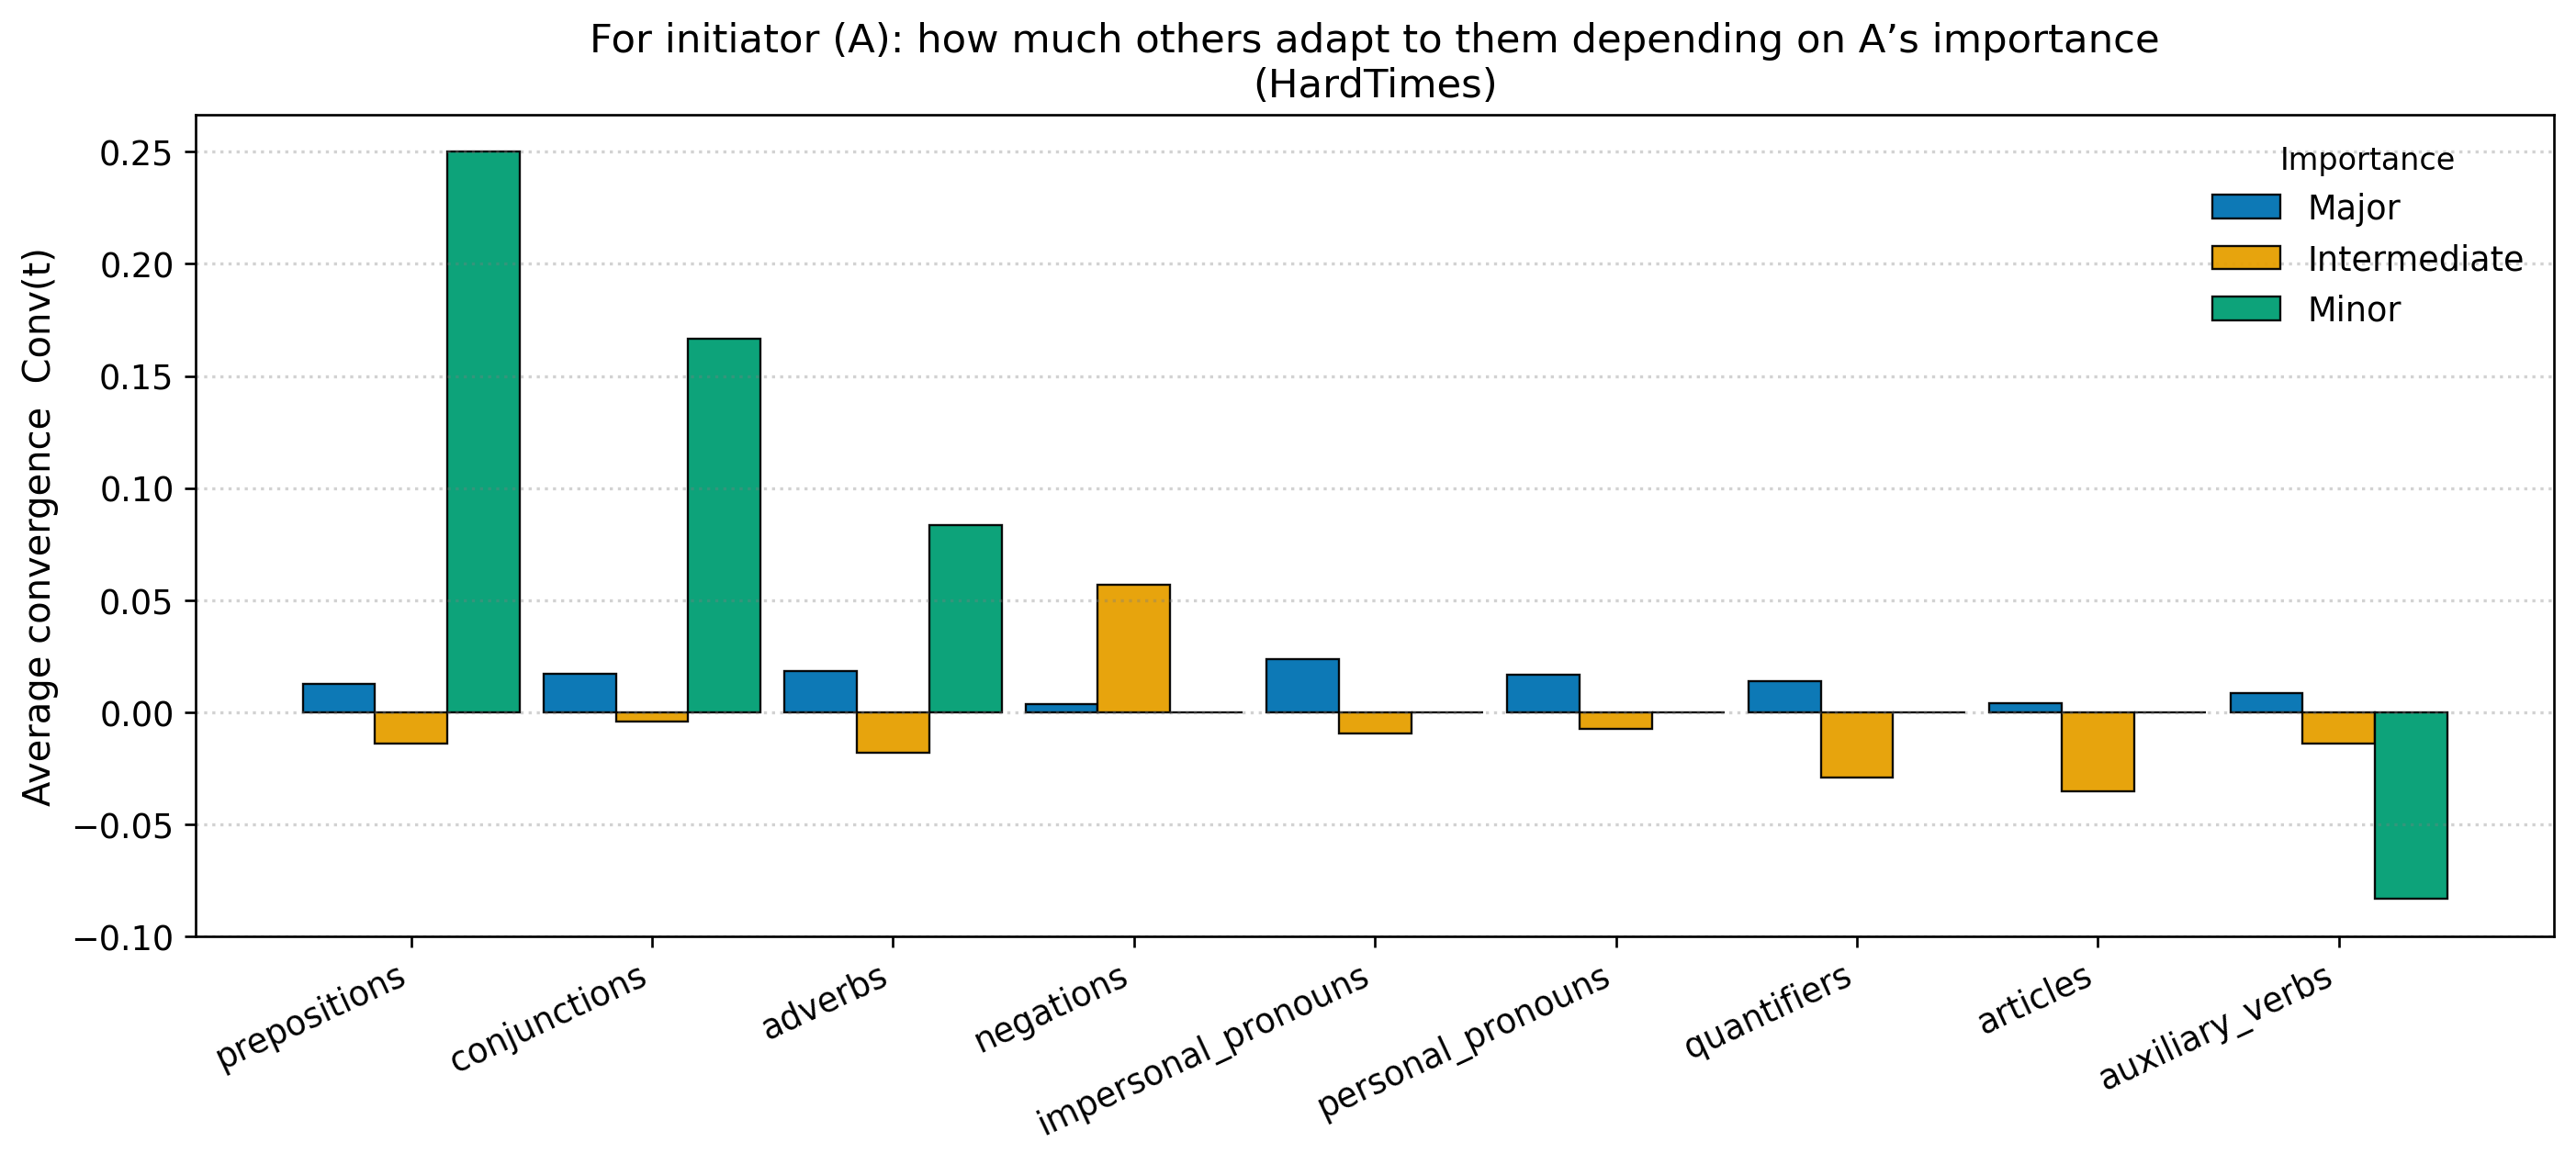 For initiator (A): how much others adapt to them depending on A’s importance
(HardTimes)
Average convergence Conv(t)
0.25
0.20
0.15
0.10
0.05
0.00
−0.05
−0.10
Importance
Major
Intermediate
Minor
prepositions
conjunctions
adverbs
negations
impersonal_pronouns
personal_pronouns
quantifiers
articles
auxiliary_verbs